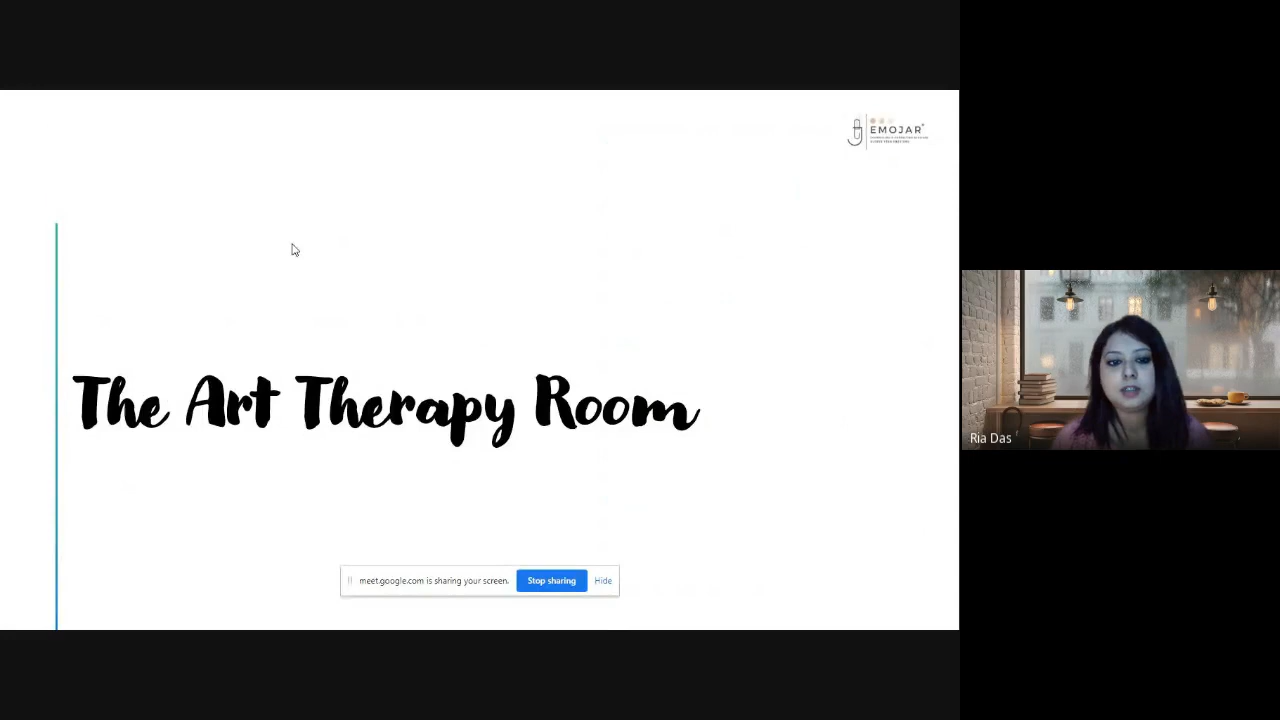 EMOJAR
The Art Therapy Room
Ria Das
meet.google.com is sharing your screen.
Stop sharing
Hide